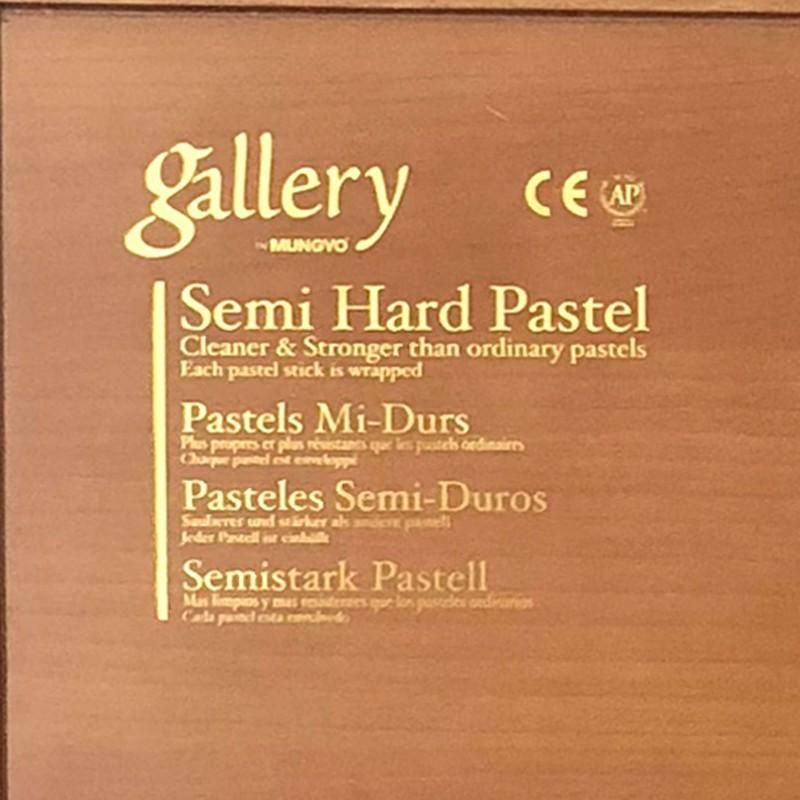 gallery
BY MUNGYO
CE AP
Semi Hard Pastel
Cleaner & Stronger than ordinary pastels
Each pastel stick is wrapped
Pastels Mi-Durs
Plus propres et plus résistants que les pastels ordinaires
Chaque pastel est enveloppé
Pasteles Semi-Duros
Sauberer und stärker als andere pastell
Jeder Pastell ist einhüllt
Semistark Pastell
Mas limpios y mas resistentes que los pasteles ordinarios
Cada pastel esta envuelvedo